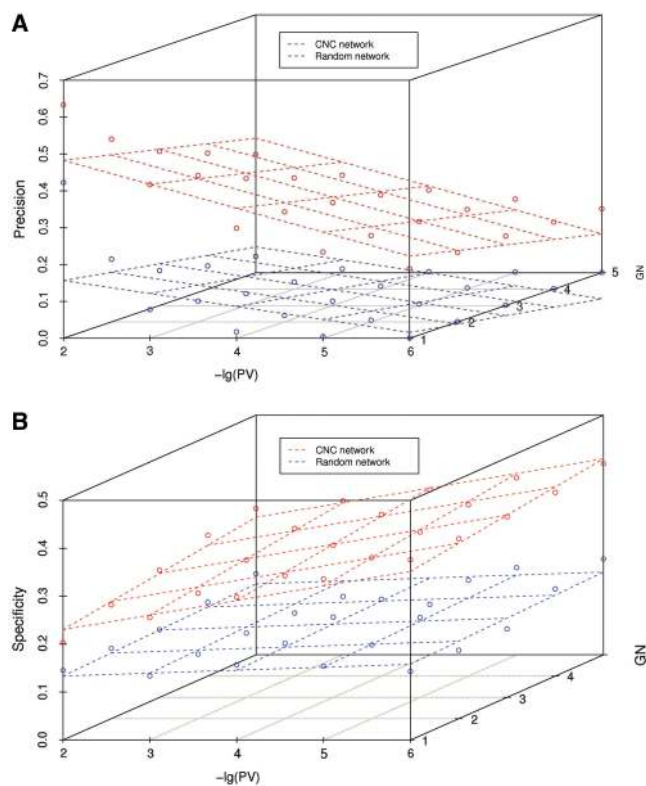 A
CNC network
Random network
0.7
0.6
0.5
0.4
0.3
0.2
0.1
0.0
Precision
2
3
4
5
6
-lg(PV)
1
2
3
4
5
GN
B
CNC network
Random network
0.5
0.4
0.3
0.2
0.1
0.0
Specificity
2
3
4
5
6
-lg(PV)
1
2
3
4
GN